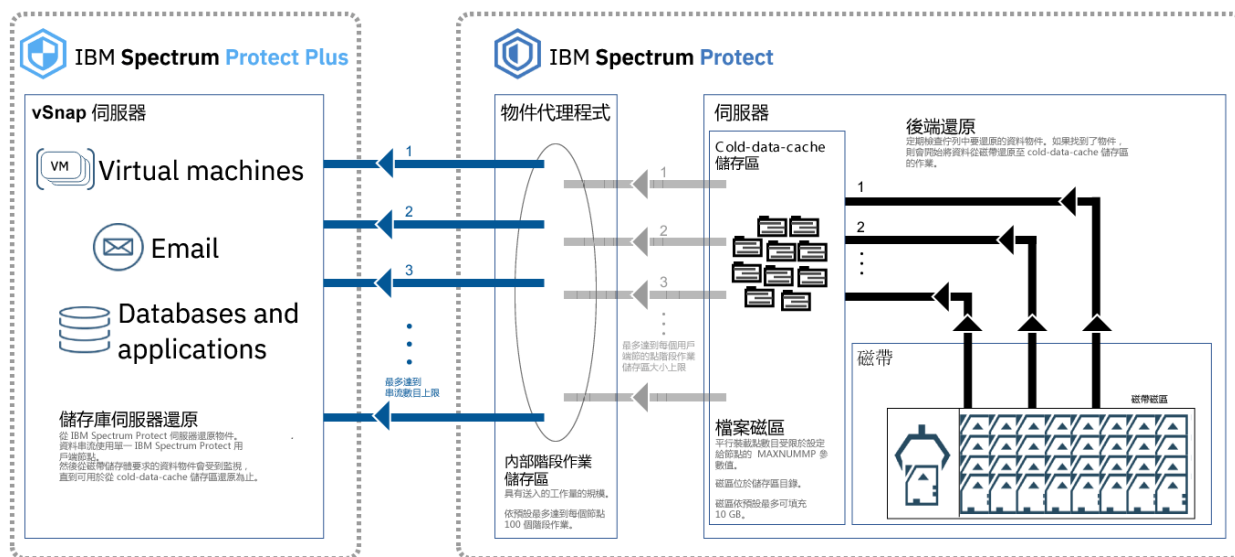 IBM Spectrum Protect Plus
vSnap 伺服器
VM
Virtual machines
Email
Databases and
applications
儲存庫伺服器還原
從 IBM Spectrum Protect 伺服器還原物件。
資料串流使用單一 IBM Spectrum Protect 用
戶端節點。
然後從磁帶儲存體要求的資料物件會受到監視，
直到可用於從 cold-data-cache 儲存區還原為止。
1
2
3
最多達到
串流數目上限
IBM Spectrum Protect
物件代理程式
內部階段作業
儲存區
具有送入的工作量的規模。
依預設最多達到每個節點
100 個階段作業。
1
2
3
最多達到每個用戶
端節的點階段作業
儲存區大小上限
伺服器
Cold-data-cache
儲存區
檔案磁區
平行裝載點數目受限於設定
給節點的 MAXNUMMP 參
數值。
磁區位於儲存區目錄。
磁區依預設最多可填充
10 GB。
後端還原
定期檢查佇列中要還原的資料物件。如果找到了物件，
則會開始將資料從磁帶還原至 cold-data-cache 儲存區
的作業。
1
2
磁帶
磁帶磁區